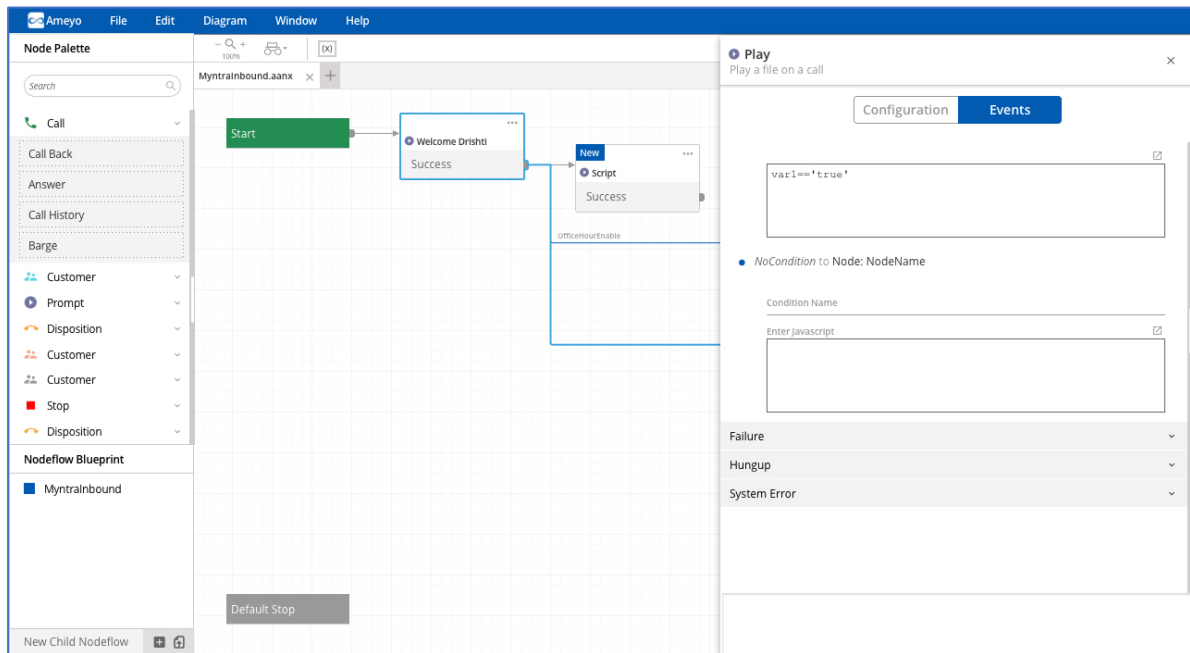 Ameyo File Edit Diagram Window Help
Node Palette
Search
Call
Call Back
Answer
Call History
Barge
Customer
Prompt
Disposition
Customer
Customer
Stop
Disposition
Nodeflow Blueprint
MyntraInbound
New Child Nodeflow
- +
100%
(x)
MyntraInbound.aanx × +
Start
Welcome Drishti
Success
New
Script
Success
OfficeHourEnable
Default Stop
Play
Play a file on a call
×
Configuration Events
var1=='true'
NoCondition to Node: NodeName
Condition Name
Enter Javascript
Failure
Hungup
System Error